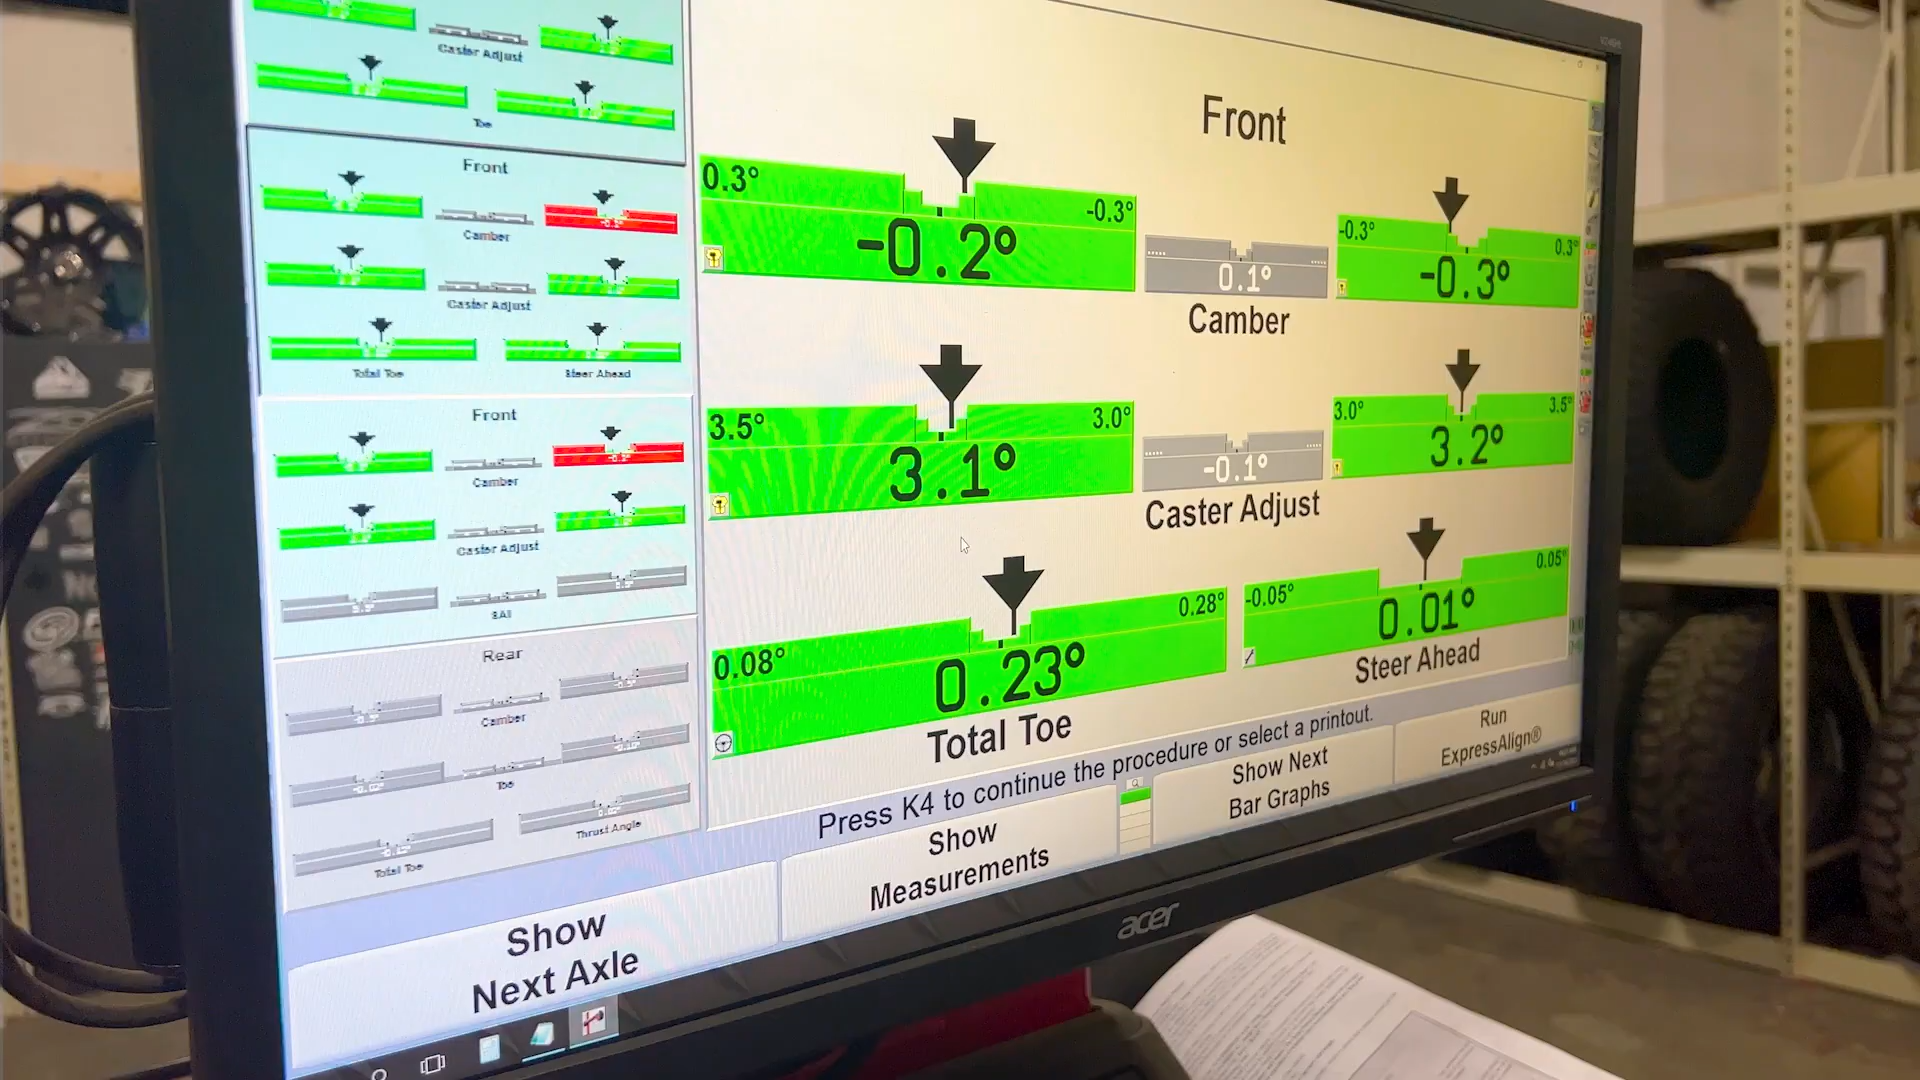 Caster Adjust
Toe
Front
Camber
Caster Adjust
Total Toe
Steer Ahead
Front
Camber
Caster Adjust
SAI
Rear
Camber
Toe
Total Toe
Thrust Angle
Front
0.3°
-0.3°
-0.2°
0.1°
-0.3°
0.3°
-0.3°
Camber
3.5°
3.0°
3.1°
-0.1°
3.0°
3.5°
3.2°
Caster Adjust
0.08°
0.28°
0.23°
Total Toe
-0.05°
0.05°
0.01°
Steer Ahead
Press K4 to continue the procedure or select a printout.
Show
Next Axle
Show
Measurements
Show Next
Bar Graphs
Run
ExpressAlign®
acer